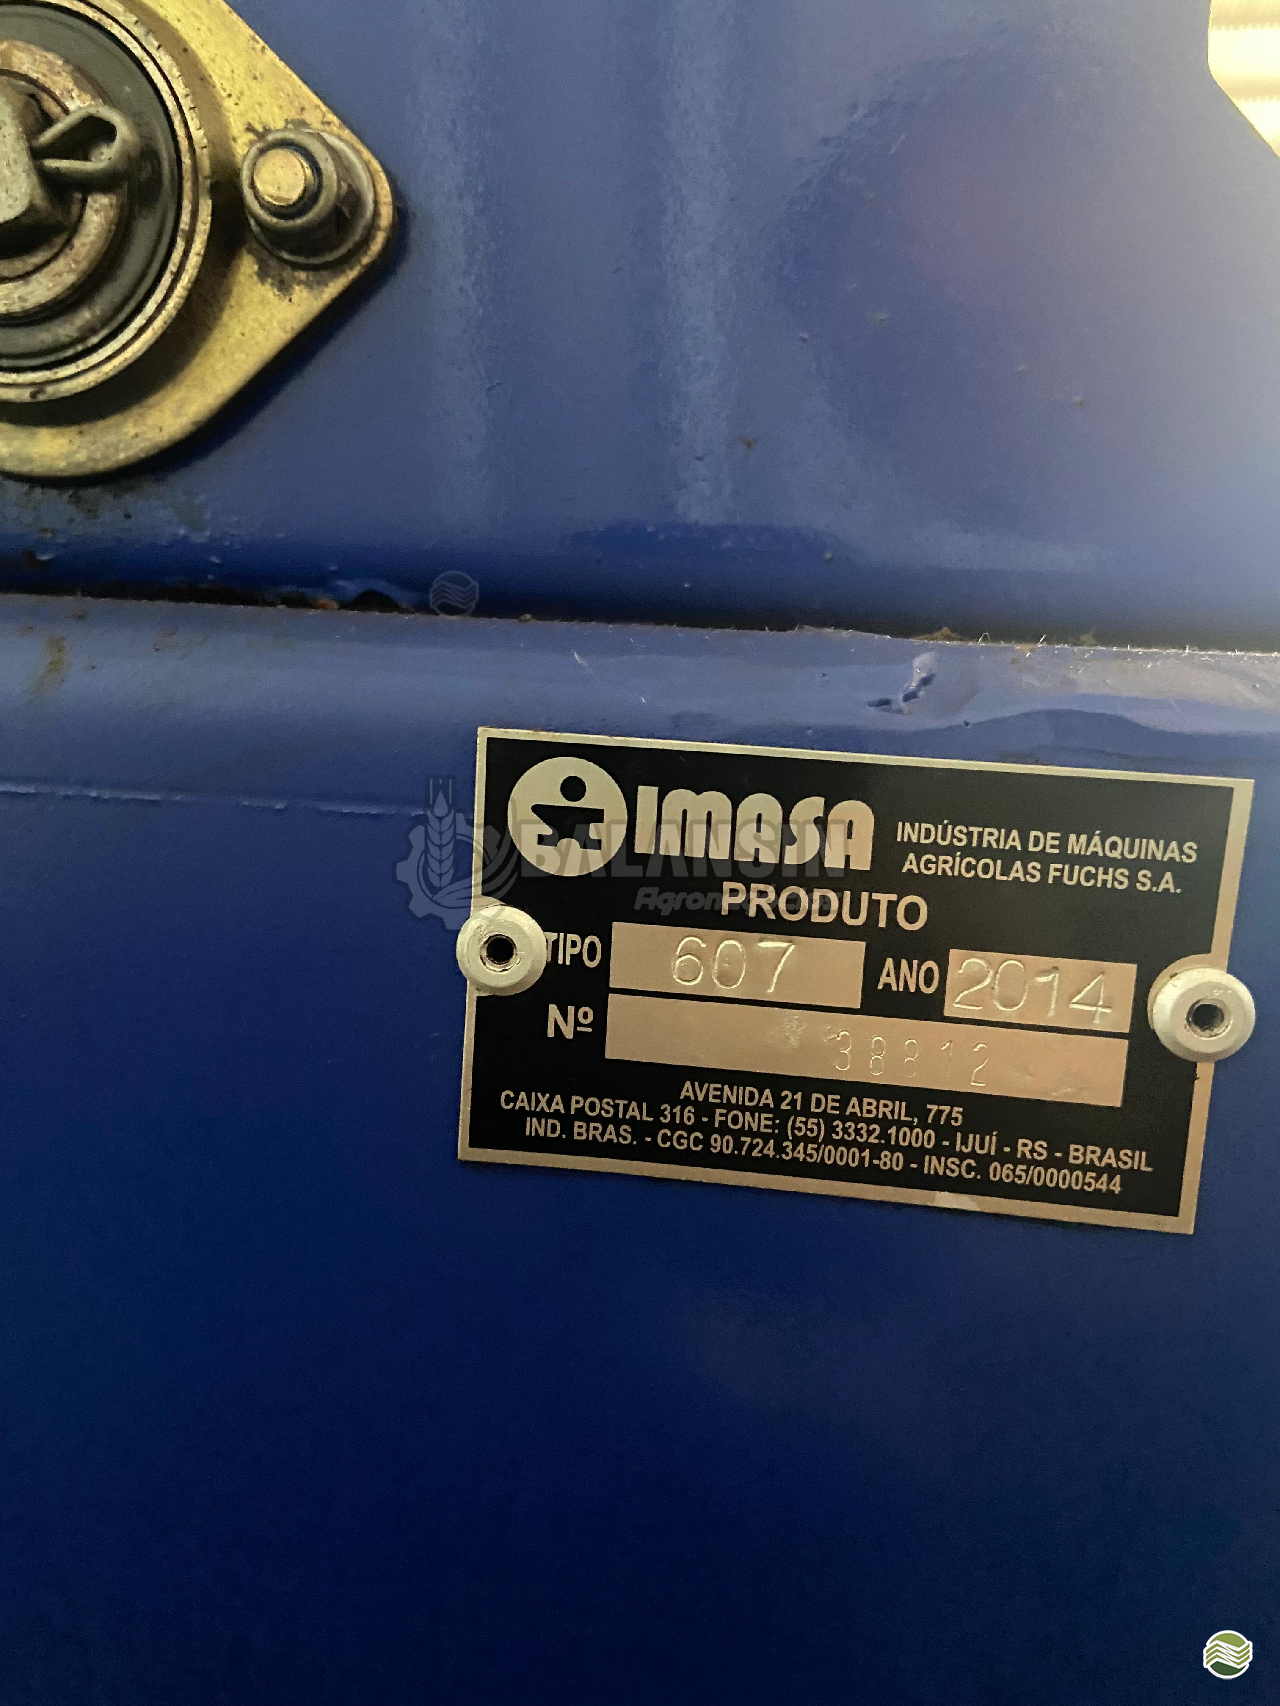 IMASA
INDÚSTRIA DE MÁQUINAS
AGRÍCOLAS FUCHS S.A.
BALANSIN
PRODUTO
TIPO 607 ANO 2014
Nº 38812
AVENIDA 21 DE ABRIL, 775
CAIXA POSTAL 316 - FONE: (55) 3332.1000 - IJUÍ - RS - BRASIL
IND. BRAS. - CGC 90.724.345/0001-80 - INSC. 065/0000544